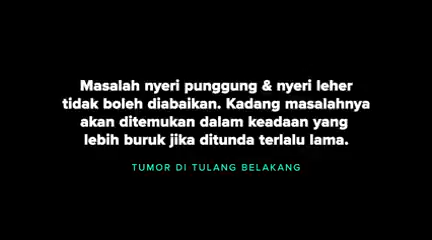 Masalah nyeri punggung & nyeri leher
tidak boleh diabaikan. Kadang masalahnya
akan ditemukan dalam keadaan yang
lebih buruk jika ditunda terlalu lama.
TUMOR DI TULANG BELAKANG